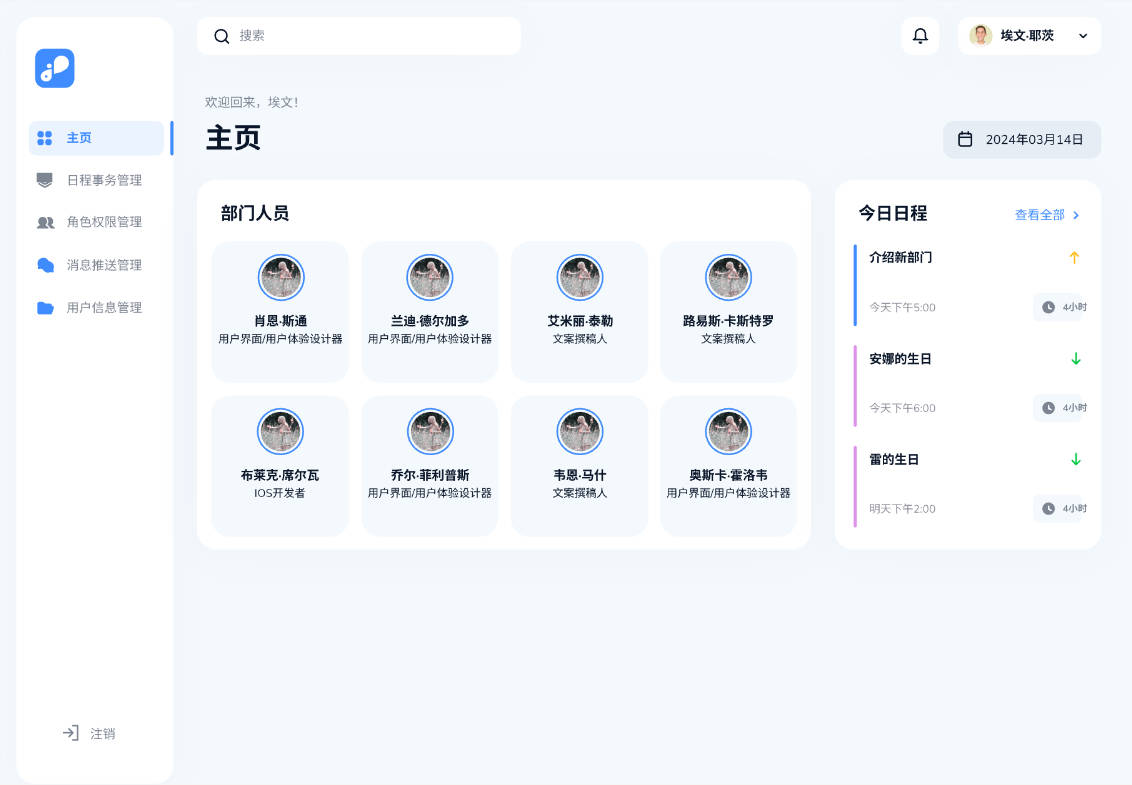 搜索
埃文·耶茨
欢迎回来，埃文！
主页
2024年03月14日
主页
日程事务管理
角色权限管理
消息推送管理
用户信息管理
注销
部门人员
肖恩·斯通
用户界面/用户体验设计器
兰迪·德尔加多
用户界面/用户体验设计器
艾米丽·泰勒
文案撰稿人
路易斯·卡斯特罗
文案撰稿人
布莱克·席尔瓦
IOS开发者
乔尔·菲利普斯
用户界面/用户体验设计器
韦恩·马什
文案撰稿人
奥斯卡·霍洛韦
用户界面/用户体验设计器
今日日程
查看全部
介绍新部门
今天下午5:00
4小时
安娜的生日
今天下午6:00
4小时
雷的生日
明天下午2:00
4小时